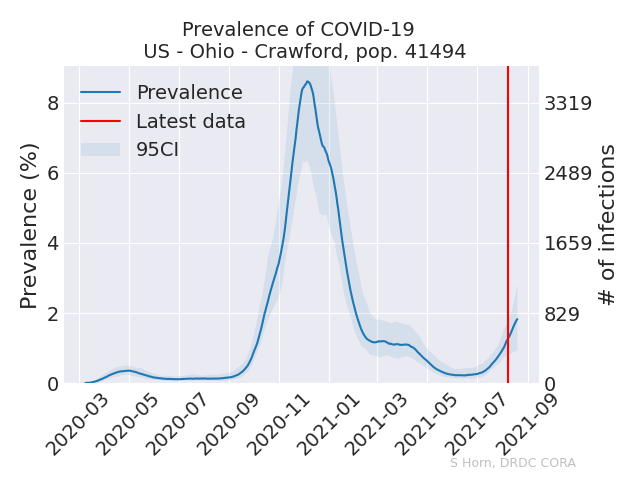 Prevalence of COVID-19
US - Ohio - Crawford, pop. 41494
Prevalence
Latest data
95CI
Prevalence (%)
8
6
4
2
0
3319
2489
1659
829
0
# of infections
2020-03
2020-05
2020-07
2020-09
2020-11
2021-01
2021-03
2021-05
2021-07
2021-09
S Horn, DRDC CORA